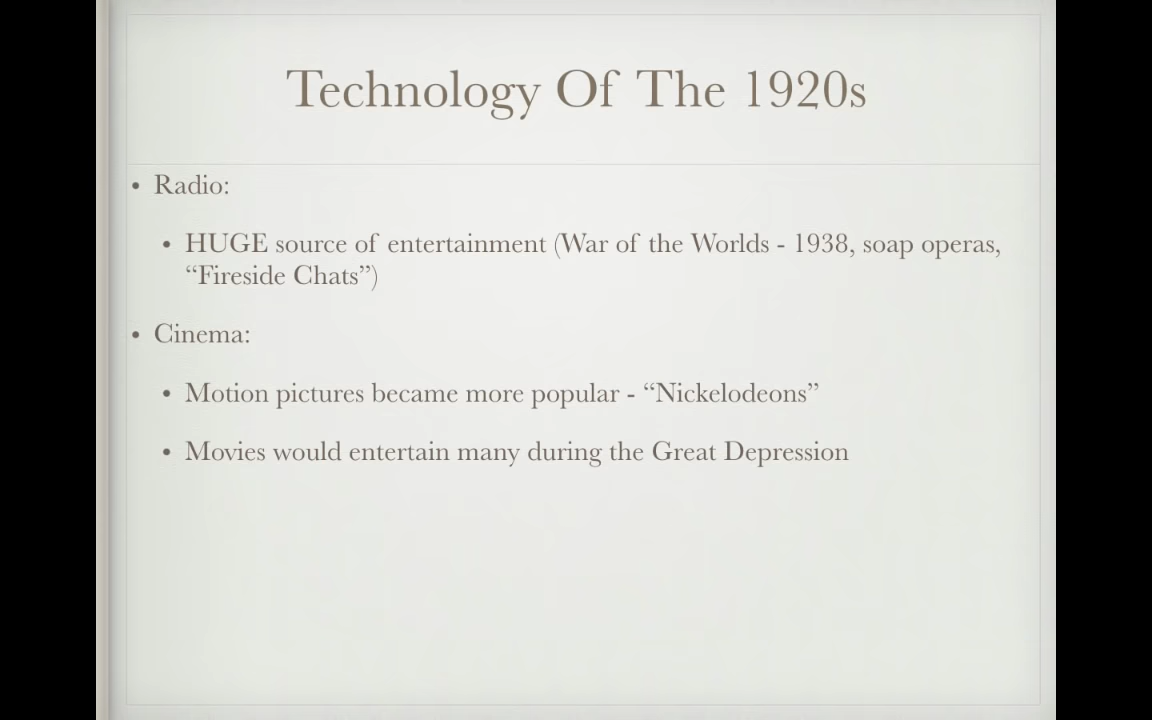 Technology Of The 1920s
• Radio:
• HUGE source of entertainment (War of the Worlds - 1938, soap operas,
“Fireside Chats”)
• Cinema:
• Motion pictures became more popular - “Nickelodeons”
• Movies would entertain many during the Great Depression